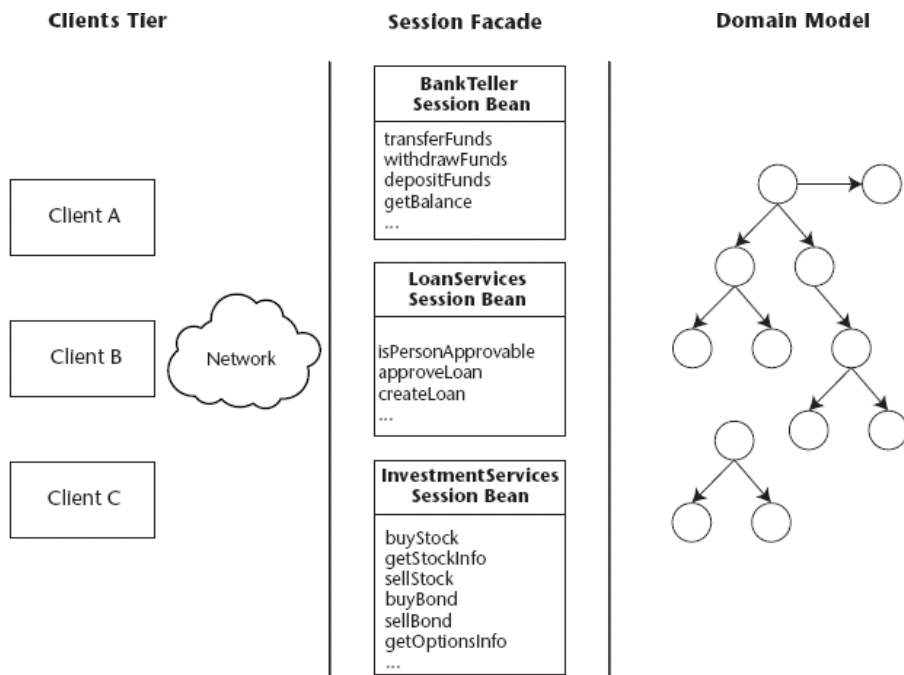 Clients Tier
Session Facade
Domain Model
Client A
Client B
Client C
Network
BankTeller
Session Bean
transferFunds
withdrawFunds
depositFunds
getBalance
...
LoanServices
Session Bean
isPersonApprovable
approveLoan
createLoan
...
InvestmentServices
Session Bean
buyStock
getStockInfo
sellStock
buyBond
sellBond
getOptionsInfo
...